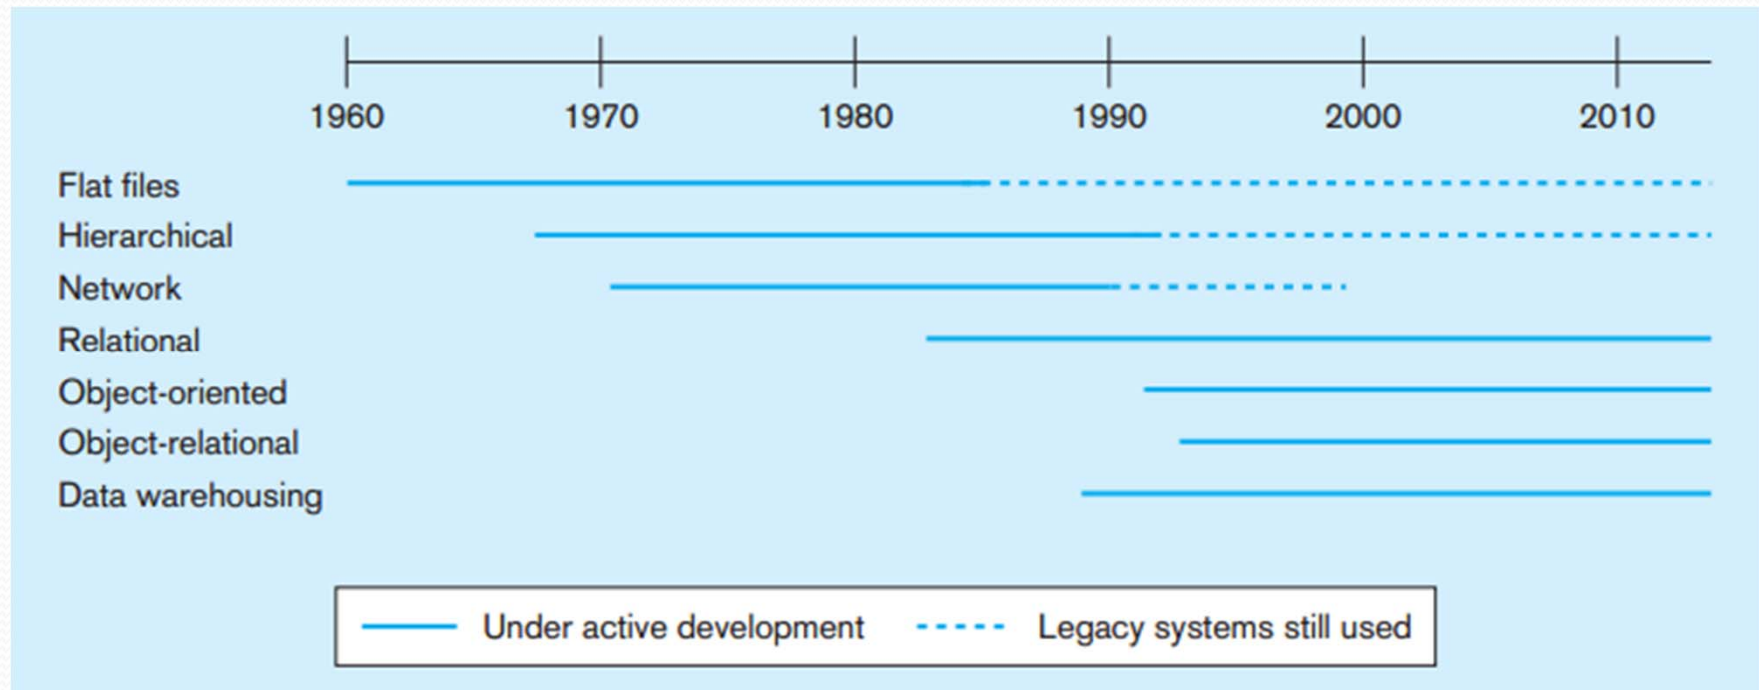 1960 1970 1980 1990 2000 2010
Flat files
Hierarchical
Network
Relational
Object-oriented
Object-relational
Data warehousing
Under active development Legacy systems still used